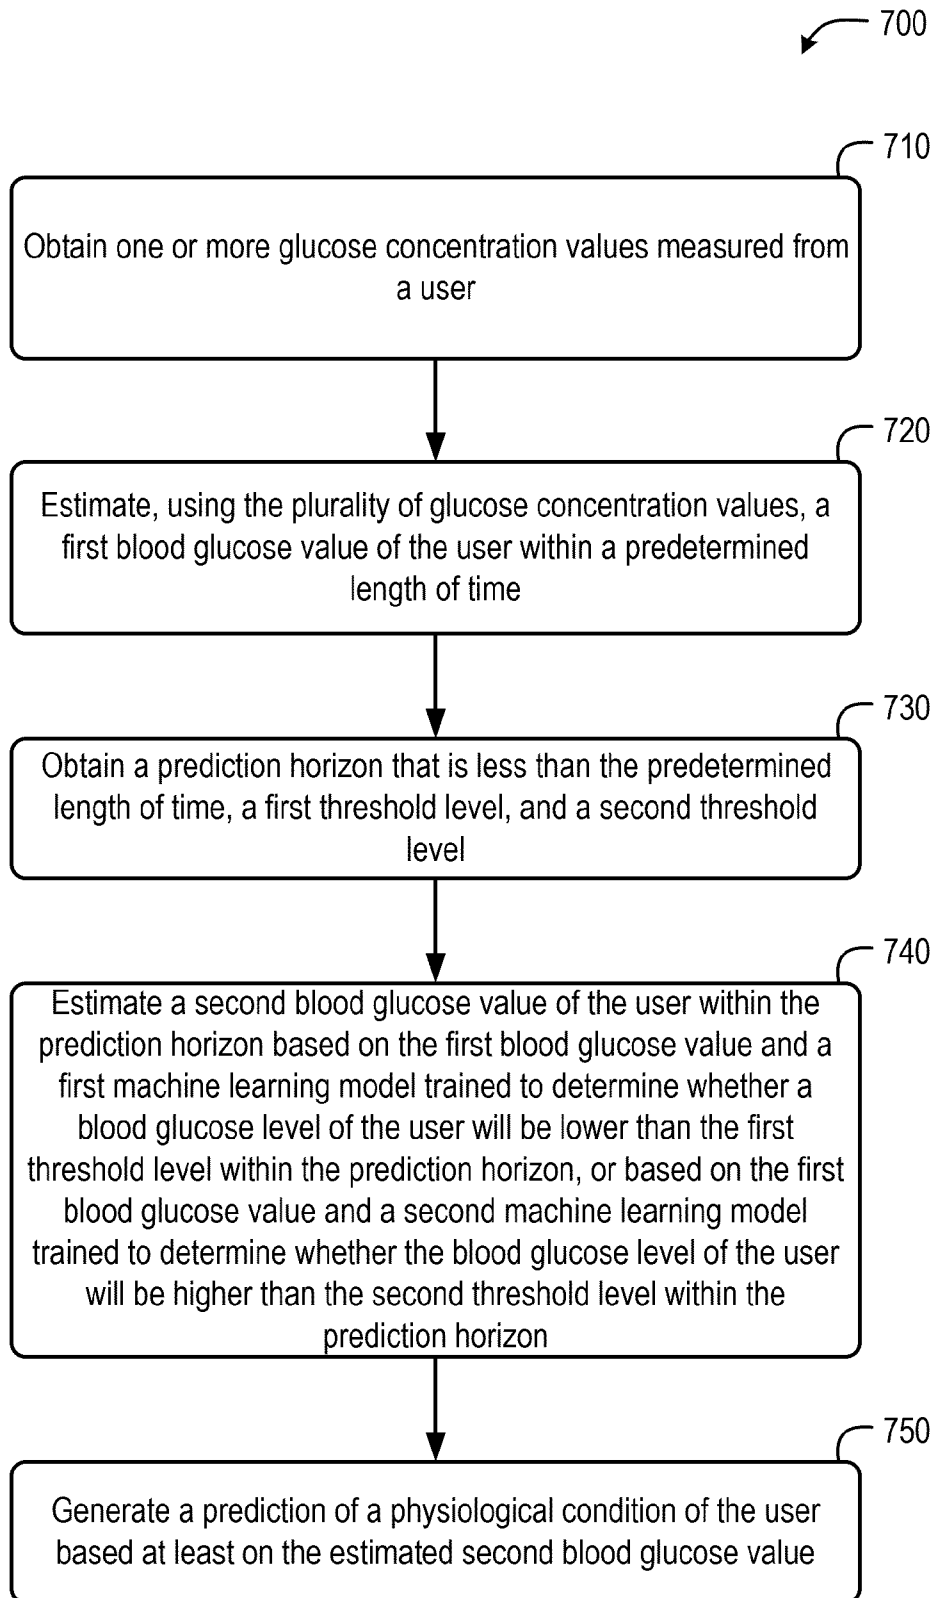 700
710
Obtain one or more glucose concentration values measured from
a user
720
Estimate, using the plurality of glucose concentration values, a
first blood glucose value of the user within a predetermined
length of time
730
Obtain a prediction horizon that is less than the predetermined
length of time, a first threshold level, and a second threshold
level
740
Estimate a second blood glucose value of the user within the
prediction horizon based on the first blood glucose value and a
first machine learning model trained to determine whether a
blood glucose level of the user will be lower than the first
threshold level within the prediction horizon, or based on the first
blood glucose value and a second machine learning model
trained to determine whether the blood glucose level of the user
will be higher than the second threshold level within the
prediction horizon
750
Generate a prediction of a physiological condition of the user
based at least on the estimated second blood glucose value